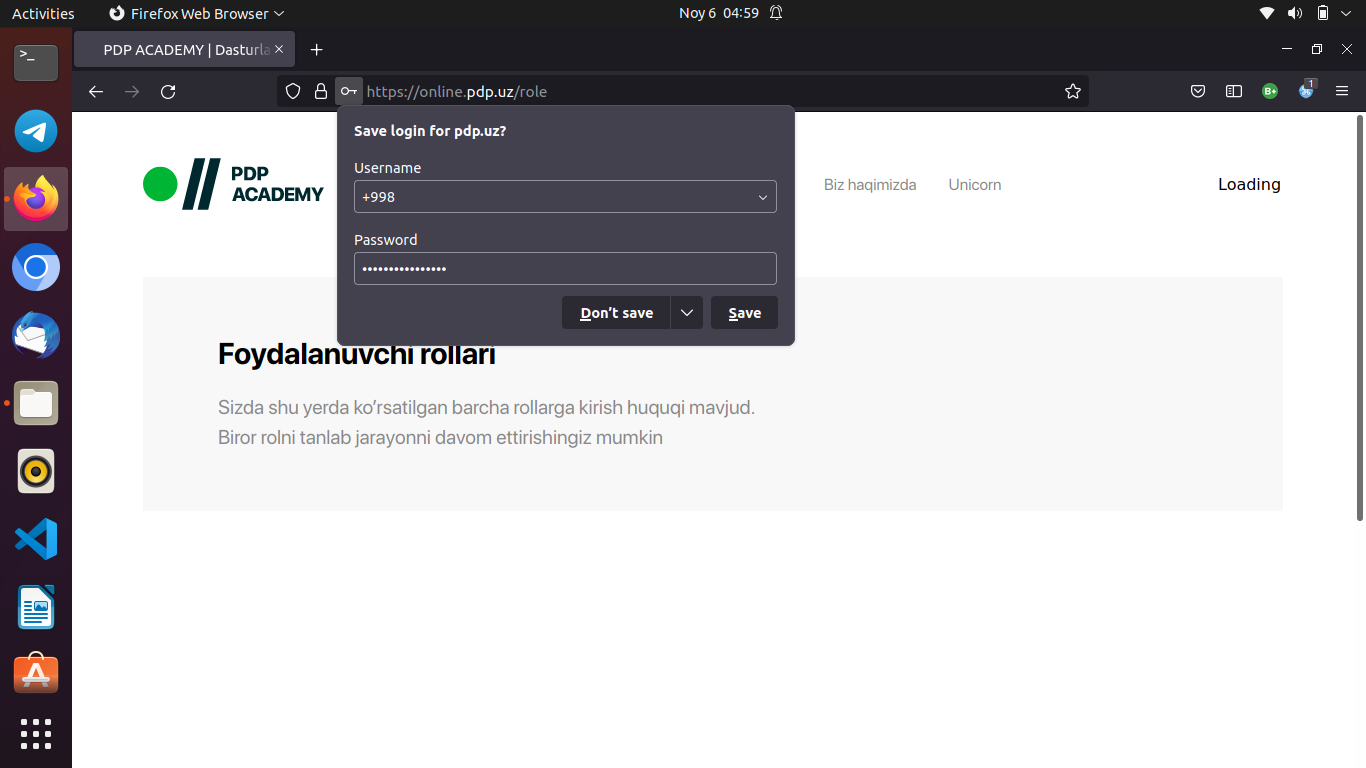 Activities
Firefox Web Browser
Noy 6 04:59
PDP ACADEMY | Dasturla
https://online.pdp.uz/role
B+
1
Save login for pdp.uz?
Username
+998
Password
••••••••••••••••
Don't save
Save
PDP
ACADEMY
Biz haqimizda
Unicorn
Loading
Foydalanuvchi rollari
Sizda shu yerda ko’rsatilgan barcha rollarga kirish huquqi mavjud.
Biror rolni tanlab jarayonni davom ettirishingiz mumkin